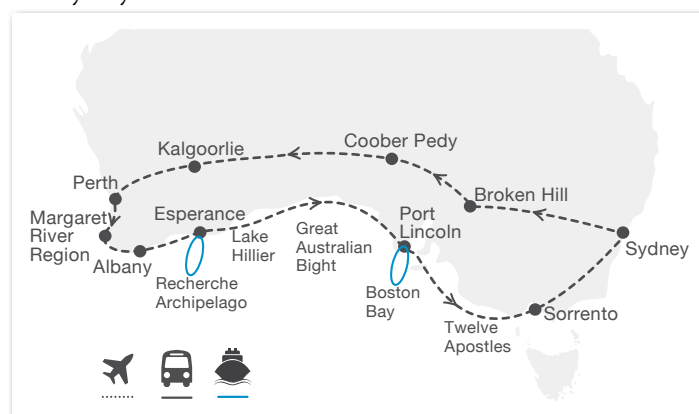 Kalgoorlie
Coober Pedy
Perth
Broken Hill
Margaret
River
Region
Esperance
Port
Lincoln
Albany
Lake
Hillier
Great
Australian
Bight
Sydney
Recherche
Archipelago
Boston
Bay
Sorrento
Twelve
Apostles